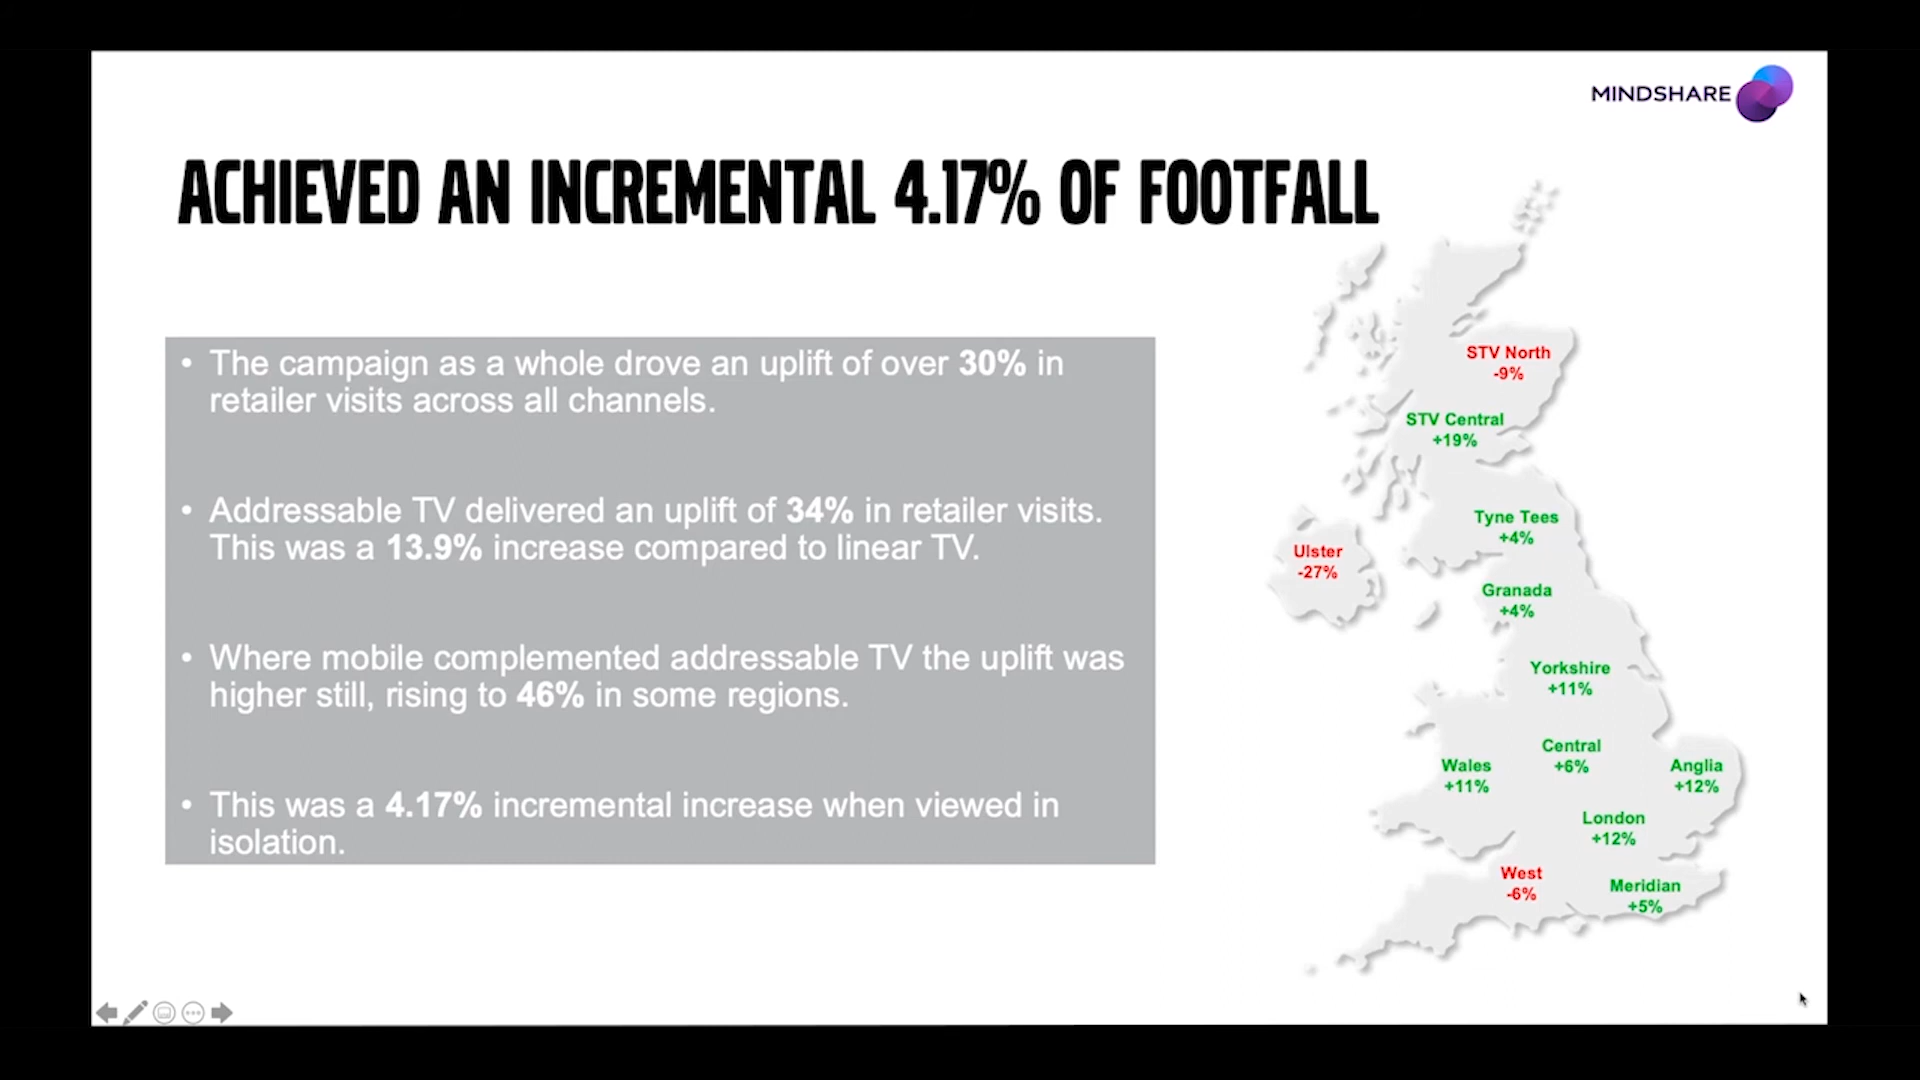 MINDSHARE
ACHIEVED AN INCREMENTAL 4.17% OF FOOTFALL
• The campaign as a whole drove an uplift of over 30% in
retailer visits across all channels.
• Addressable TV delivered an uplift of 34% in retailer visits.
This was a 13.9% increase compared to linear TV.
• Where mobile complemented addressable TV the uplift was
higher still, rising to 46% in some regions.
• This was a 4.17% incremental increase when viewed in
isolation.
STV North
-9%
STV Central
+19%
Tyne Tees
+4%
Ulster
-27%
Granada
+4%
Yorkshire
+11%
Central
+6%
Wales
+11%
Anglia
+12%
London
+12%
West
-6%
Meridian
+5%